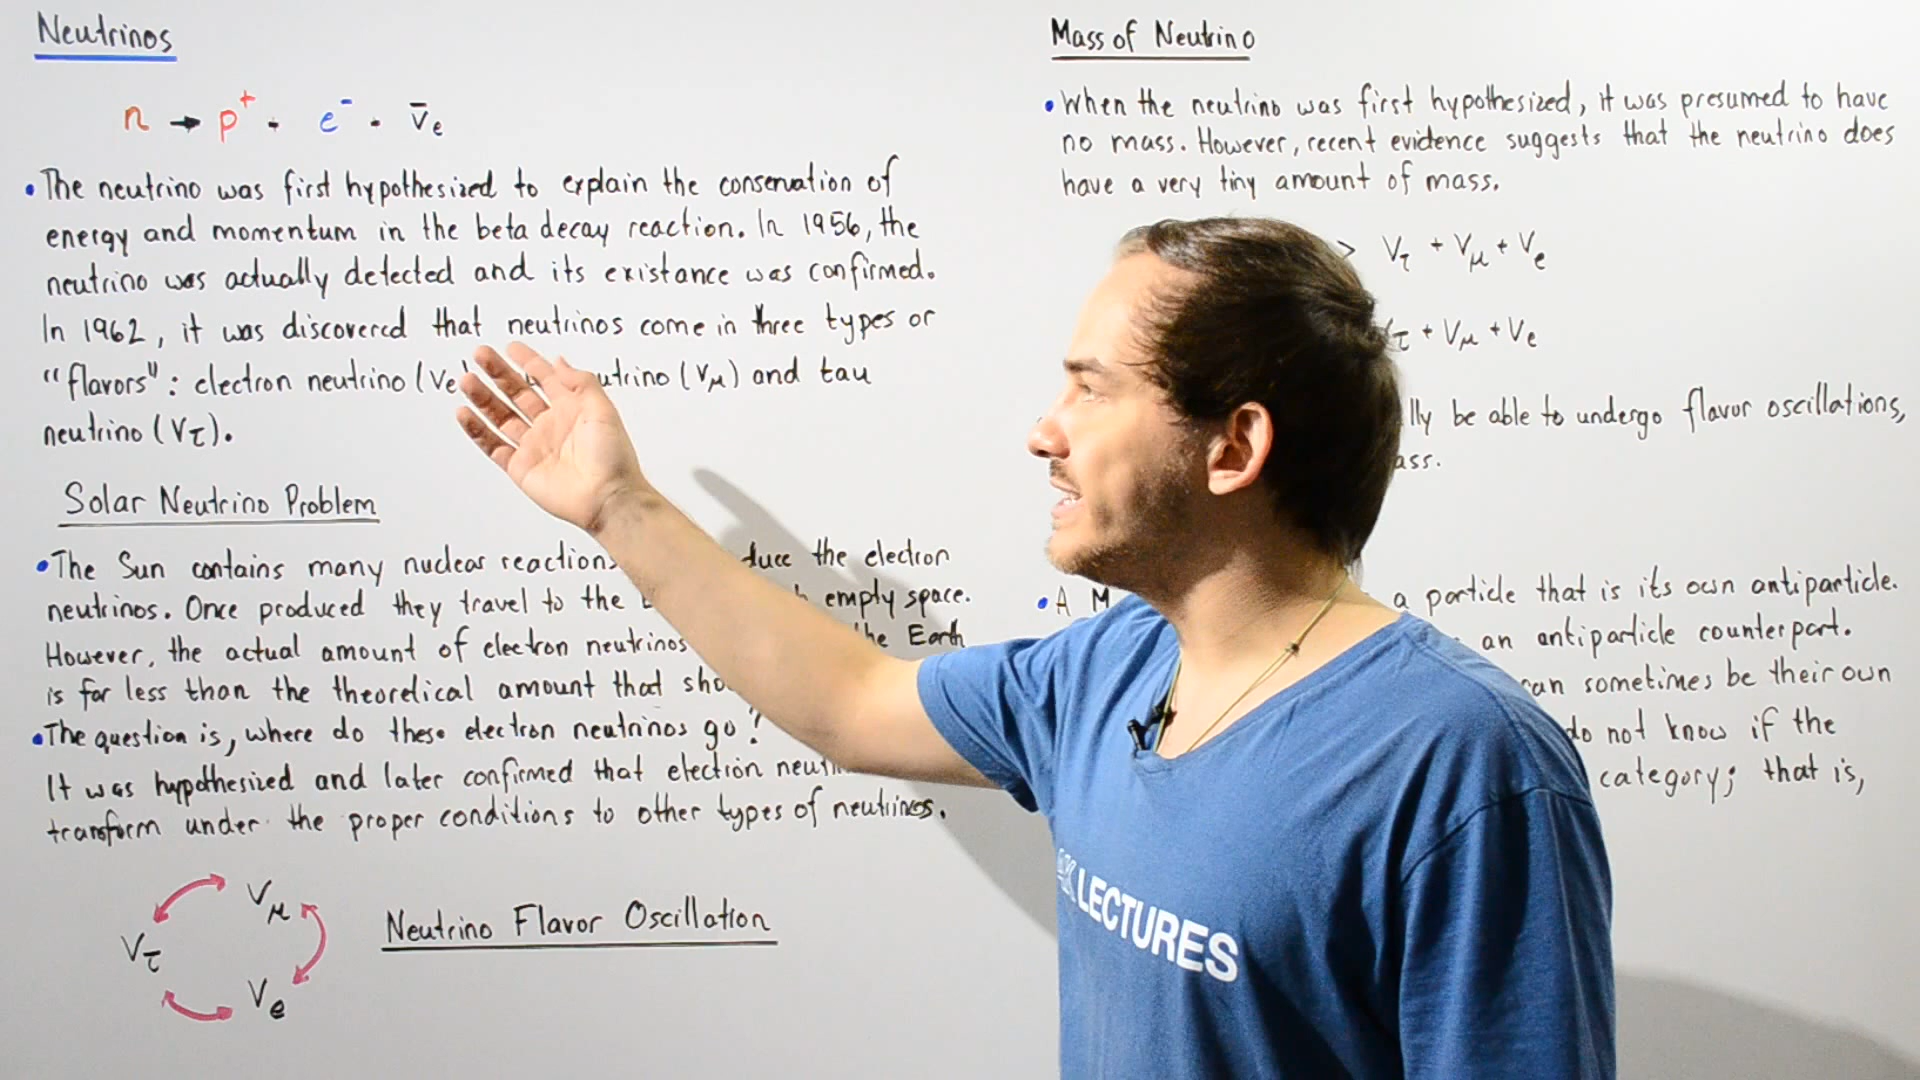 Neutrinos
n → p⁺ + e⁻ + ν̄e
• The neutrino was first hypothesized to explain the conservation of
energy and momentum in the beta decay reaction. In 1956, the
neutrino was actually detected and its existance was confirmed.
In 1962, it was discovered that neutrinos come in three types or
"flavors": electron neutrino (νe) utrino (νμ) and tau
neutrino (ντ).
Solar Neutrino Problem
• The Sun contains many nuclear reactions duce the electron
neutrinos. Once produced they travel to the empty space.
However, the actual amount of electron neutrinos the Earth
is far less than the theoretical amount that sho
• The question is, where do these electron neutrinos go?
It was hypothesized and later confirmed that electron neutri
transform under the proper conditions to other types of neutrinos.
νμ
ντ
νe
Neutrino Flavor Oscillation
Mass of Neutrino
• When the neutrino was first hypothesized, it was presumed to have
no mass. However, recent evidence suggests that the neutrino does
have a very tiny amount of mass.
> ντ + νμ + νe
τ + νμ + νe
lly be able to undergo flavor oscillations,
ass.
• A M a particle that is its own antiparticle.
an antiparticle counterpart.
can sometimes be their own
do not know if the
category; that is,
LECTURES